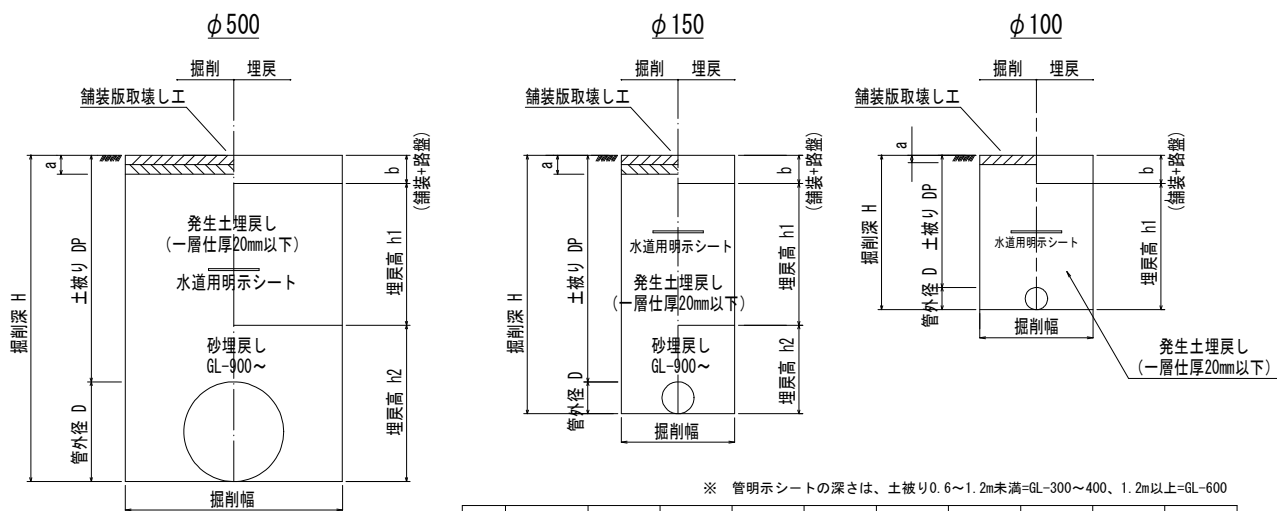 φ500
掘削 埋戻
舗装版取壊し工
a
b
(舗装+路盤)
掘削深 H
土被り DP
管外径 D
発生土埋戻し
(一層仕厚20mm以下)
水道用明示シート
埋戻高 h1
砂埋戻し
GL-900~
埋戻高 h2
掘削幅
φ150
掘削 埋戻
舗装版取壊し工
a
b
(舗装+路盤)
掘削深 H
土被り DP
管外径 D
水道用明示シート
発生土埋戻し
(一層仕厚20mm以下)
埋戻高 h1
砂埋戻し
GL-900~
埋戻高 h2
掘削幅
φ100
掘削 埋戻
舗装版取壊し工
a
b
(舗装+路盤)
掘削深 H
土被り DP
管外径 D
水道用明示シート
埋戻高 h1
掘削幅
発生土埋戻し
(一層仕厚20mm以下)
※ 管明示シートの深さは、土被り0.6~1.2m未満=GL-300~400、1.2m以上=GL-600